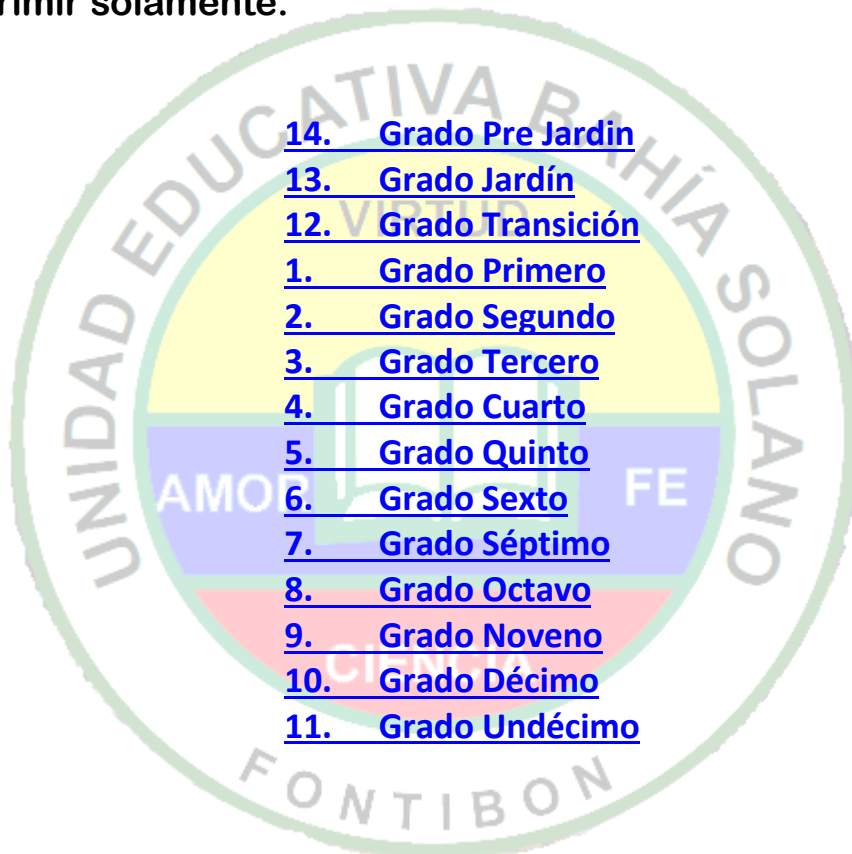 rimir solamente.
UNIDAD EDUCATIVA BAHÍA SOLANO
14. Grado Pre Jardin
13. Grado Jardín
VIRTUD
12. Grado Transición
1. Grado Primero
2. Grado Segundo
3. Grado Tercero
4. Grado Cuarto
5. Grado Quinto
AMOR FE
6. Grado Sexto
7. Grado Séptimo
8. Grado Octavo
9. Grado Noveno
CIENCIA
10. Grado Décimo
11. Grado Undécimo
FONTIBON